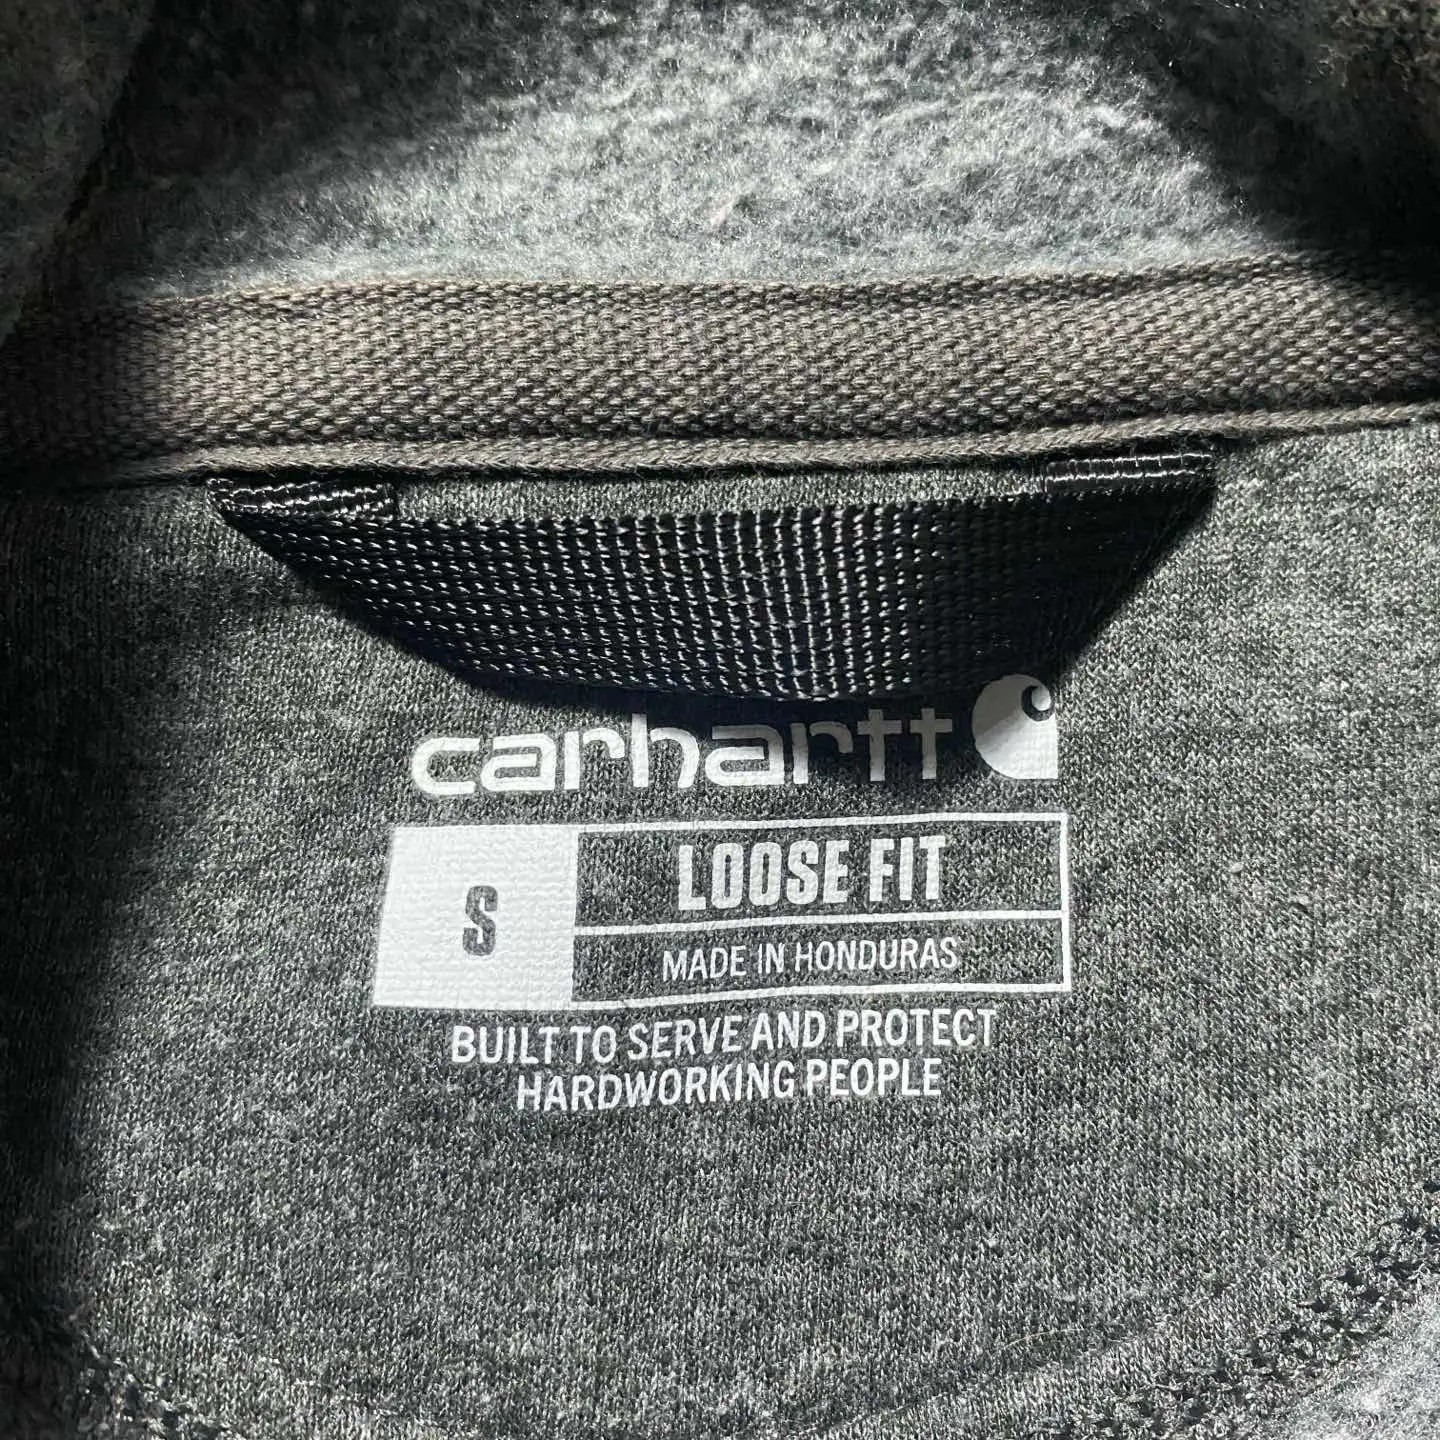 carhartt
S
LOOSE FIT
MADE IN HONDURAS
BUILT TO SERVE AND PROTECT
HARDWORKING PEOPLE